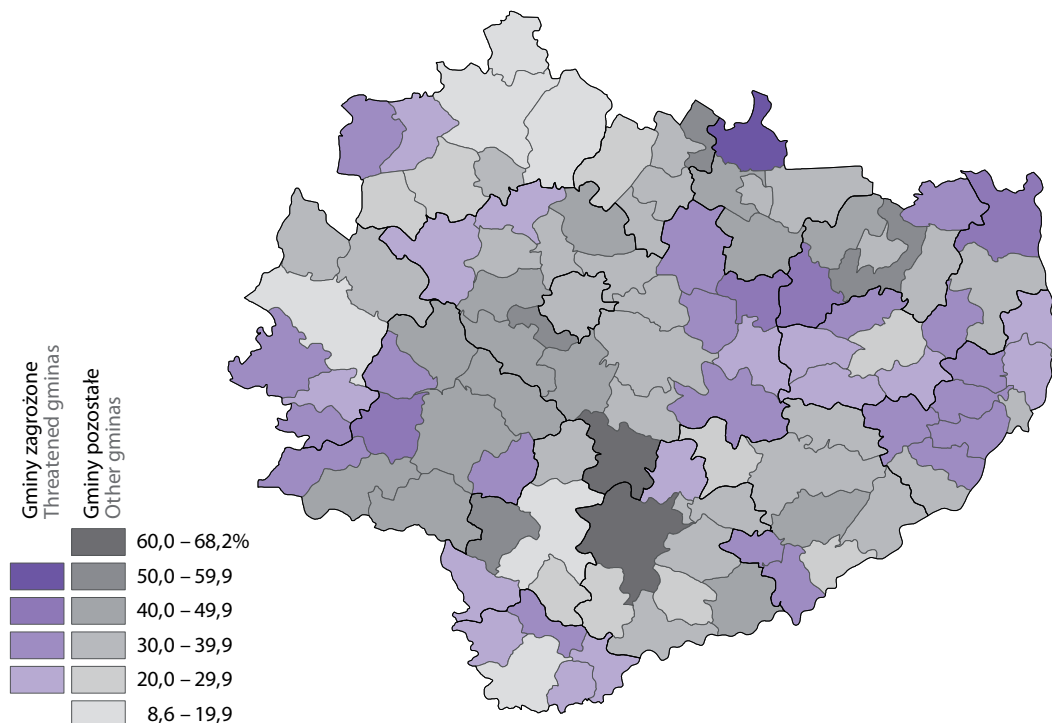 Gminy zagrożone
Threatened gminas
Gminy pozostałe
Other gminas
60,0 – 68,2%
50,0 – 59,9
40,0 – 49,9
30,0 – 39,9
20,0 – 29,9
8,6 – 19,9